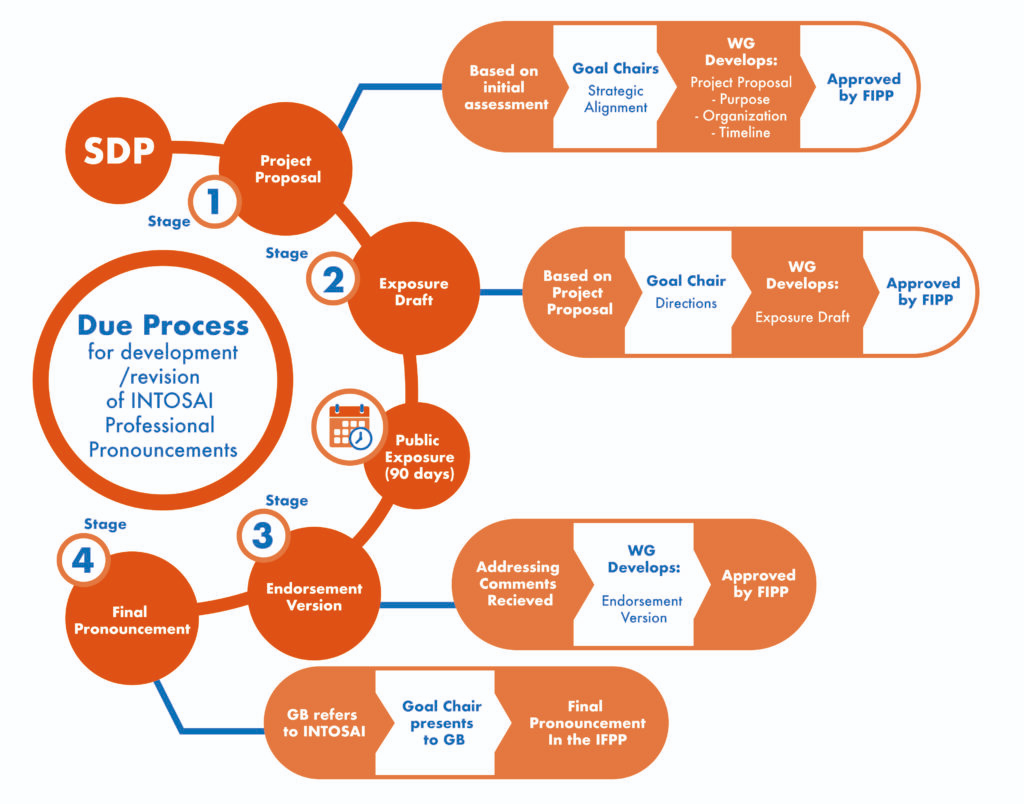 SDP
Project
Proposal
1
Stage
Based on
initial
assessment
Goal Chairs
Strategic
Alignment
WG
Develops:
Project Proposal
- Purpose
- Organization
- Timeline
Approved
by FIPP
Stage
2
Exposure
Draft
Based on
Project
Proposal
Goal Chair
Directions
WG
Develops:
Exposure Draft
Approved
by FIPP
Due Process
for development
/revision
of INTOSAI
Professional
Pronouncements
Public
Exposure
(90 days)
Stage
3
Endorsement
Version
Addressing
Comments
Recieved
WG
Develops:
Endorsement
Version
Approved
by FIPP
Stage
4
Final
Pronouncement
GB refers
to INTOSAI
Goal Chair
presents
to GB
Final
Pronouncement
In the IFPP